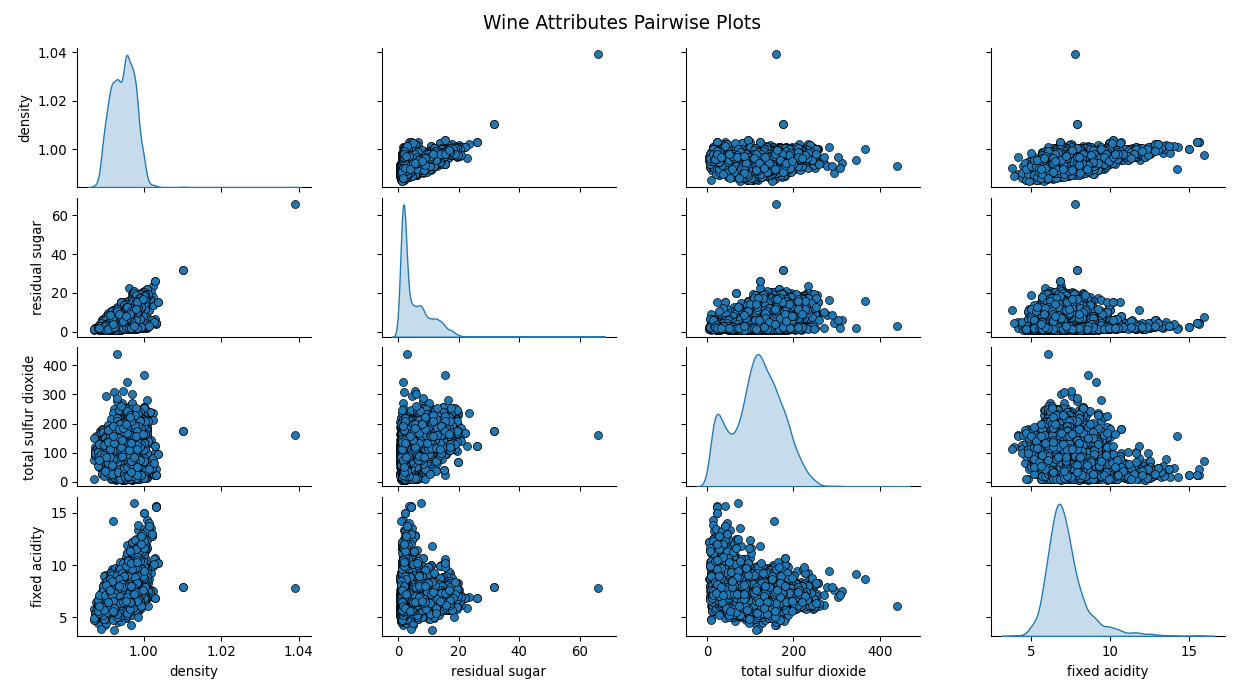 Wine Attributes Pairwise Plots
1.04
1.02
1.00
density
60
40
20
0
residual sugar
400
300
200
100
0
total sulfur dioxide
15
10
5
fixed acidity
1.00 1.02 1.04
density
0 20 40 60
residual sugar
0 200 400
total sulfur dioxide
5 10 15
fixed acidity